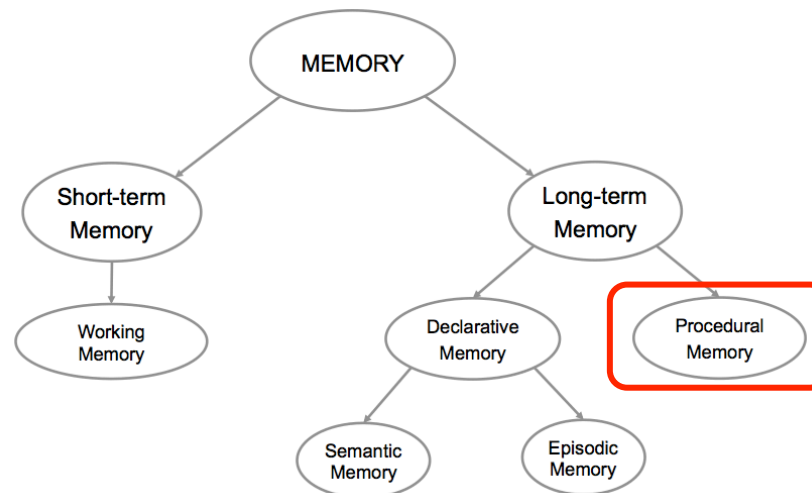 MEMORY
Short-term
Memory
Long-term
Memory
Working
Memory
Declarative
Memory
Procedural
Memory
Semantic
Memory
Episodic
Memory